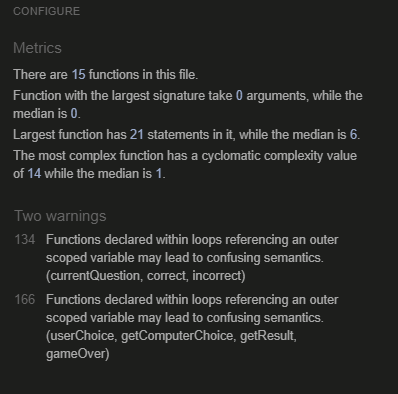 CONFIGURE
Metrics
There are 15 functions in this file.
Function with the largest signature take 0 arguments, while the
median is 0.
Largest function has 21 statements in it, while the median is 6.
The most complex function has a cyclomatic complexity value
of 14 while the median is 1.
Two warnings
134 Functions declared within loops referencing an outer
scoped variable may lead to confusing semantics.
(currentQuestion, correct, incorrect)
166 Functions declared within loops referencing an outer
scoped variable may lead to confusing semantics.
(userChoice, getComputerChoice, getResult,
gameOver)